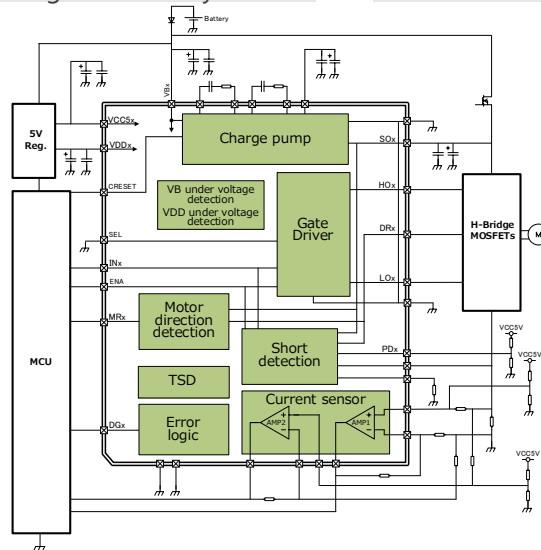 Battery
VBx
VCC5x
5V
Reg.
VDDx
Charge pump
SOx
CRESET
VB under voltage
detection
VDD under voltage
detection
HOx
Gate
Driver
H-Bridge
MOSFETs
M
DRx
SEL
INx
ENA
LOx
MRx
Motor
direction
detection
Short
detection
PDx
VCC5V
VCC5V
MCU
TSD
Current sensor
AMP2
AMP1
DGx
Error
logic
VCC5V